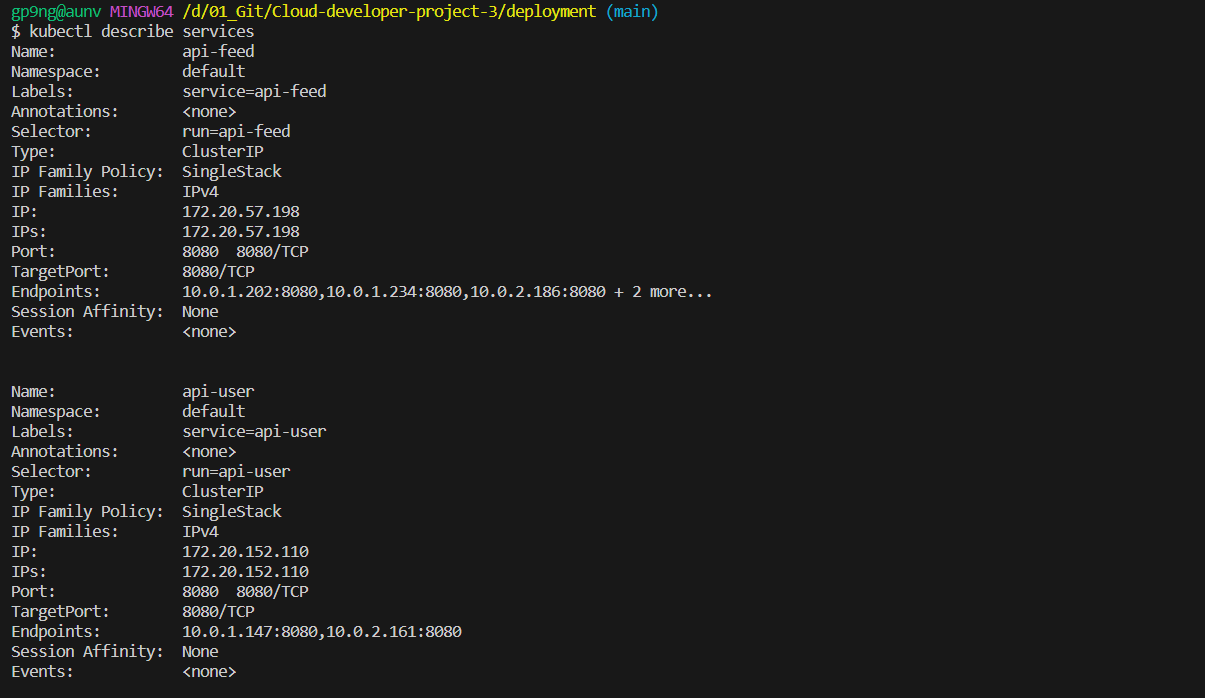 gp9ng@aunv MINGW64 /d/01_Git/Cloud-developer-project-3/deployment (main)
$ kubectl describe services
Name:              api-feed
Namespace:         default
Labels:            service=api-feed
Annotations:       <none>
Selector:          run=api-feed
Type:              ClusterIP
IP Family Policy:  SingleStack
IP Families:       IPv4
IP:                172.20.57.198
IPs:               172.20.57.198
Port:              8080  8080/TCP
TargetPort:        8080/TCP
Endpoints:         10.0.1.202:8080,10.0.1.234:8080,10.0.2.186:8080 + 2 more...
Session Affinity:  None
Events:            <none>
Name:              api-user
Namespace:         default
Labels:            service=api-user
Annotations:       <none>
Selector:          run=api-user
Type:              ClusterIP
IP Family Policy:  SingleStack
IP Families:       IPv4
IP:                172.20.152.110
IPs:               172.20.152.110
Port:              8080  8080/TCP
TargetPort:        8080/TCP
Endpoints:         10.0.1.147:8080,10.0.2.161:8080
Session Affinity:  None
Events:            <none>